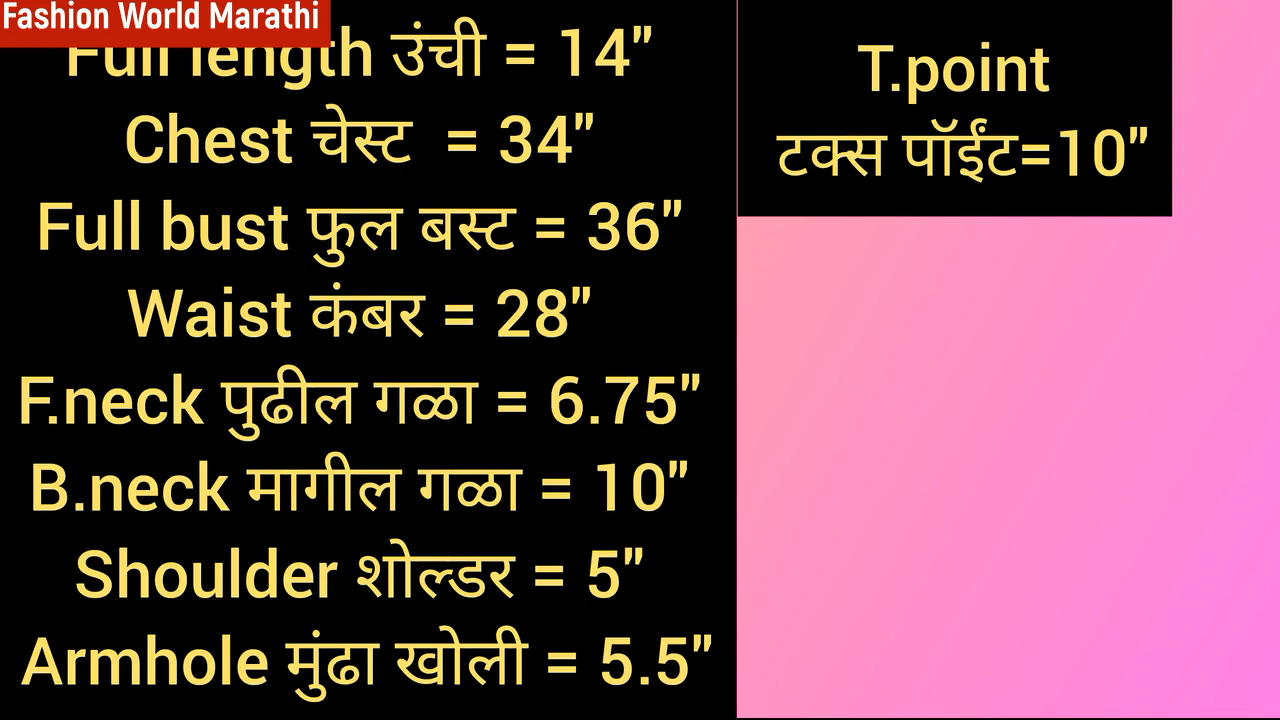 Fashion World Marathi
Full length उंची = 14”
Chest चेस्ट = 34”
Full bust फुल बस्ट = 36”
Waist कंबर = 28”
F.neck पुढील गळा = 6.75”
B.neck मागील गळा = 10”
Shoulder शोल्डर = 5”
Armhole मुंढा खोली = 5.5”
T.point
टक्स पॉईंट=10”